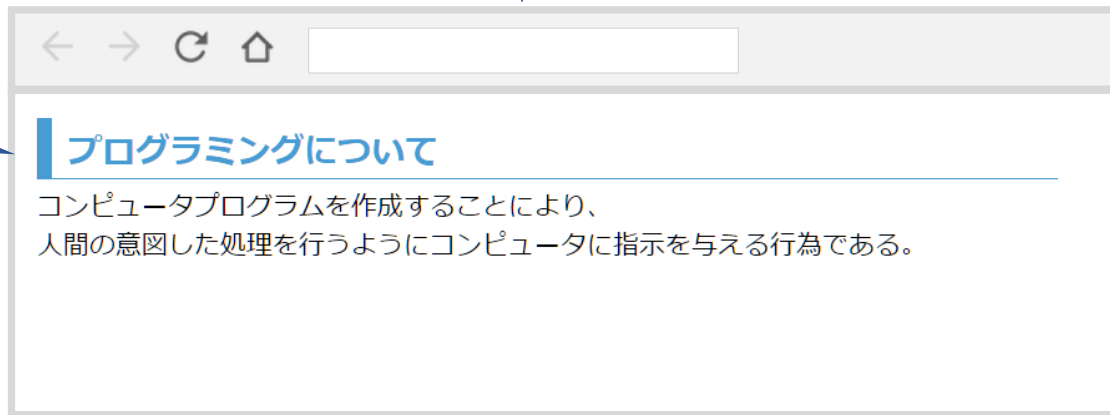 プログラミングについて
コンピュータプログラムを作成することにより、
人間の意図した処理を行うようにコンピュータに指示を与える行為である。